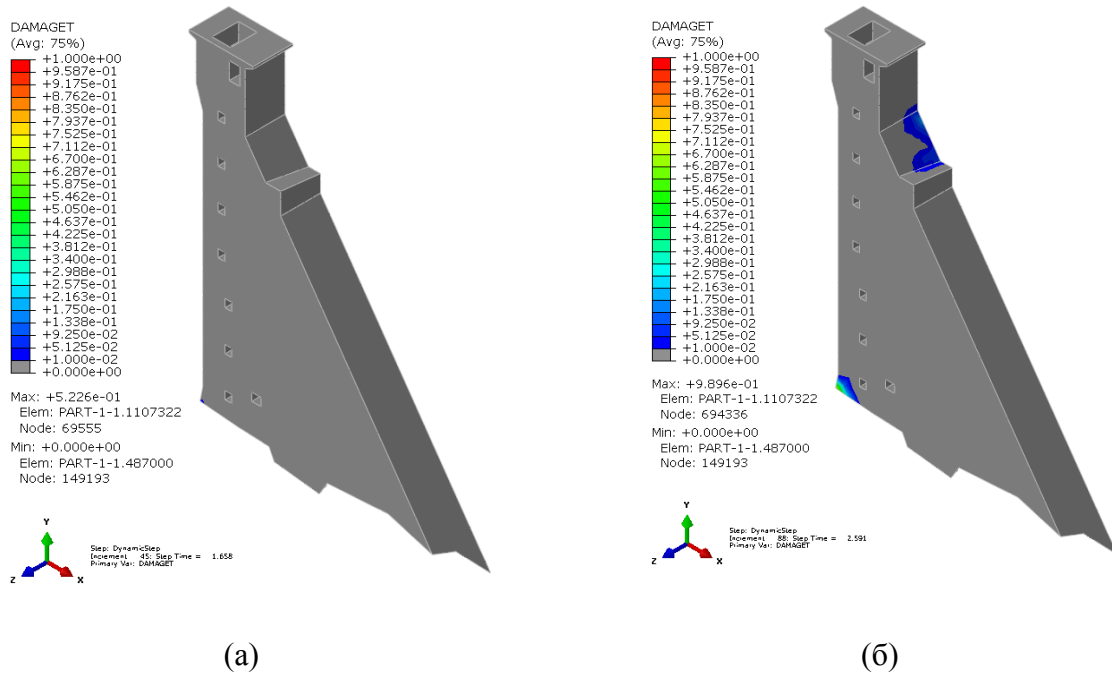 DAMAGET
(Avg: 75%)
+1.000e+00
+9.587e-01
+9.175e-01
+8.762e-01
+8.350e-01
+7.937e-01
+7.525e-01
+7.112e-01
+6.700e-01
+6.287e-01
+5.875e-01
+5.462e-01
+5.050e-01
+4.637e-01
+4.225e-01
+3.812e-01
+3.400e-01
+2.988e-01
+2.575e-01
+2.163e-01
+1.750e-01
+1.338e-01
+9.250e-02
+5.125e-02
+1.000e-02
+0.000e+00
Max: +5.226e-01
Elem: PART-1-1.1107322
Node: 69555
Min: +0.000e+00
Elem: PART-1-1.487000
Node: 149193
Y
Z
X
Step: DynamicStep
Increment 45: Step Time = 1.658
Primary Var: DAMAGET
(а)
DAMAGET
(Avg: 75%)
+1.000e+00
+9.587e-01
+9.175e-01
+8.762e-01
+8.350e-01
+7.937e-01
+7.525e-01
+7.112e-01
+6.700e-01
+6.287e-01
+5.875e-01
+5.462e-01
+5.050e-01
+4.637e-01
+4.225e-01
+3.812e-01
+3.400e-01
+2.988e-01
+2.575e-01
+2.163e-01
+1.750e-01
+1.338e-01
+9.250e-02
+5.125e-02
+1.000e-02
+0.000e+00
Max: +9.896e-01
Elem: PART-1-1.1107322
Node: 694336
Min: +0.000e+00
Elem: PART-1-1.487000
Node: 149193
Y
Z
X
Step: DynamicStep
Increment 88: Step Time = 2.591
Primary Var: DAMAGET
(б)